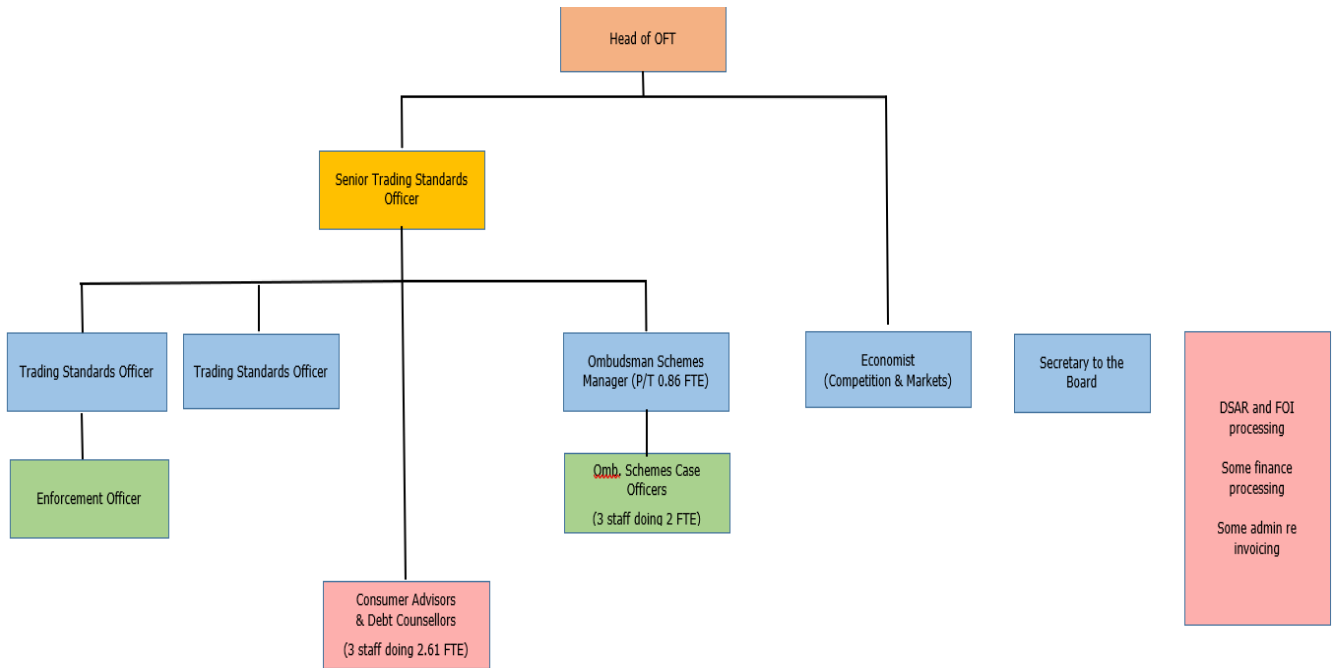 Head of OFT
Senior Trading Standards
Officer
Trading Standards Officer
Trading Standards Officer
Ombudsman Schemes
Manager (P/T 0.86 FTE)
Economist
(Competition & Markets)
Secretary to the
Board
DSAR and FOI
processing
Some finance
processing
Some admin re
invoicing
Enforcement Officer
Omb. Schemes Case
Officers
(3 staff doing 2 FTE)
Consumer Advisors
& Debt Counsellors
(3 staff doing 2.61 FTE)